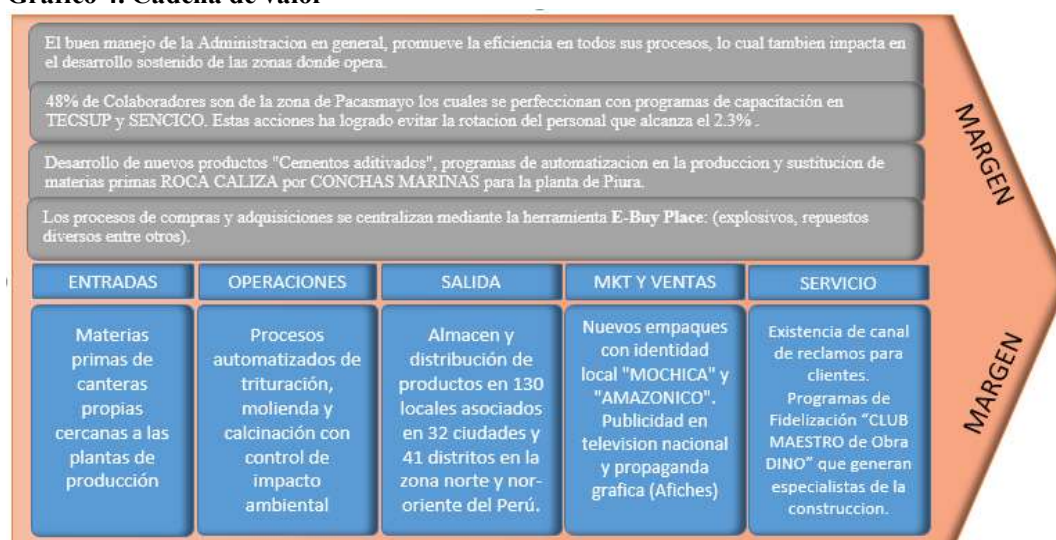 Gráfico 4. Cadena de valor
El buen manejo de la Administracion en general, promueve la eficiencia en todos sus procesos, lo cual tambien impacta en
el desarrollo sostenido de las zonas donde opera.
48% de Colaboradores son de la zona de Pacasmayo los cuales se perfeccionan con programas de capacitación en
TECSUP y SENCICO. Estas acciones ha logrado evitar la rotacion del personal que alcanza el 2.3% .
Desarrollo de nuevos productos "Cementos aditivados", programas de automatizacion en la produccion y sustitucion de
materias primas ROCA CALIZA por CONCHAS MARINAS para la planta de Piura.
Los procesos de compras y adquisiciones se centralizan mediante la herramienta E-Buy Place: (explosivos, repuestos
diversos entre otros).
MARGEN
ENTRADAS
Materias
primas de
canteras
propias
cercanas a las
plantas de
producción
OPERACIONES
Procesos
automatizados de
trituración,
molienda y
calcinación con
control de
impacto
ambiental
SALIDA
Almacen y
distribución de
productos en 130
locales asociados
en 32 ciudades y
41 distritos en la
zona norte y nor-
oriente del Perú.
MKT Y VENTAS
Nuevos empaques
con identidad
local "MOCHICA" y
"AMAZONICO".
Publicidad en
television nacional
y propaganda
grafica (Afiches)
SERVICIO
Existencia de canal
de reclamos para
clientes.
Programas de
Fidelización “CLUB
MAESTRO de Obra
DINO” que generan
especialistas de la
construccion.
MARGEN